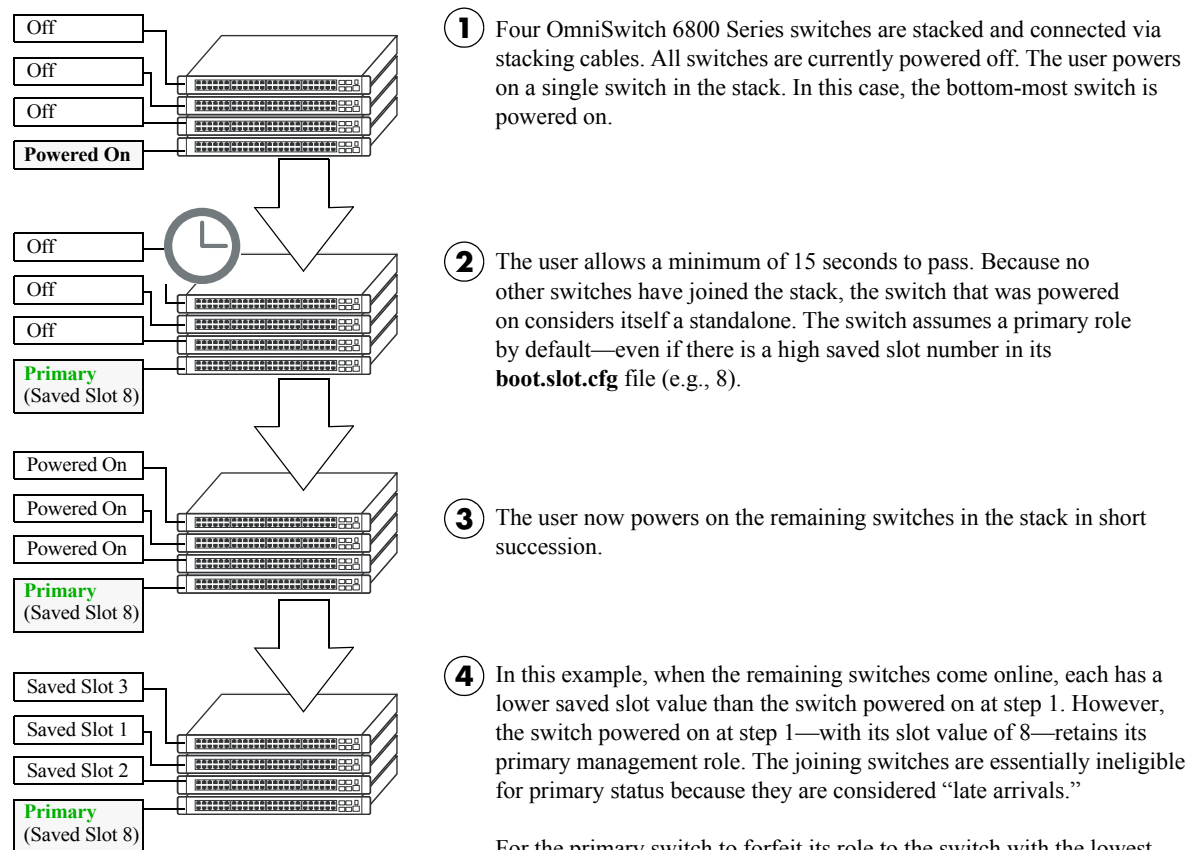 Off
Off
Off
Powered On
1 Four OmniSwitch 6800 Series switches are stacked and connected via
stacking cables. All switches are currently powered off. The user powers
on a single switch in the stack. In this case, the bottom-most switch is
powered on.
Off
Off
Off
Primary
(Saved Slot 8)
2 The user allows a minimum of 15 seconds to pass. Because no
other switches have joined the stack, the switch that was powered
on considers itself a standalone. The switch assumes a primary role
by default—even if there is a high saved slot number in its
boot.slot.cfg file (e.g., 8).
Powered On
Powered On
Powered On
Primary
(Saved Slot 8)
3 The user now powers on the remaining switches in the stack in short
succession.
Saved Slot 3
Saved Slot 1
Saved Slot 2
Primary
(Saved Slot 8)
4 In this example, when the remaining switches come online, each has a
lower saved slot value than the switch powered on at step 1. However,
the switch powered on at step 1—with its slot value of 8—retains its
primary management role. The joining switches are essentially ineligible
for primary status because they are considered “late arrivals.”
For the primary switch to forfeit its role to the switch with the lowest